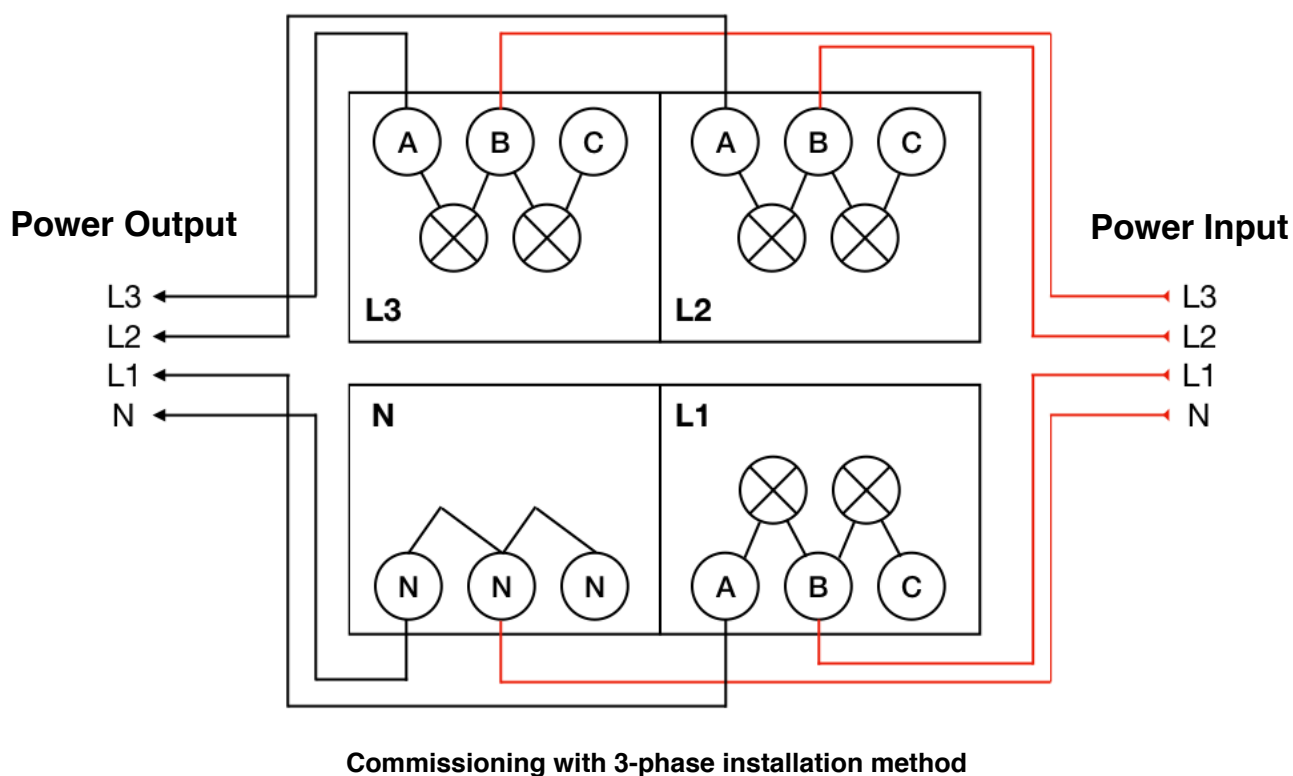 A B C A B C
Power Output
Power Input
L3 L2
L3 L3
L2 L2
L1 L1
N N
N L1
N N N A B C
Commissioning with 3-phase installation method